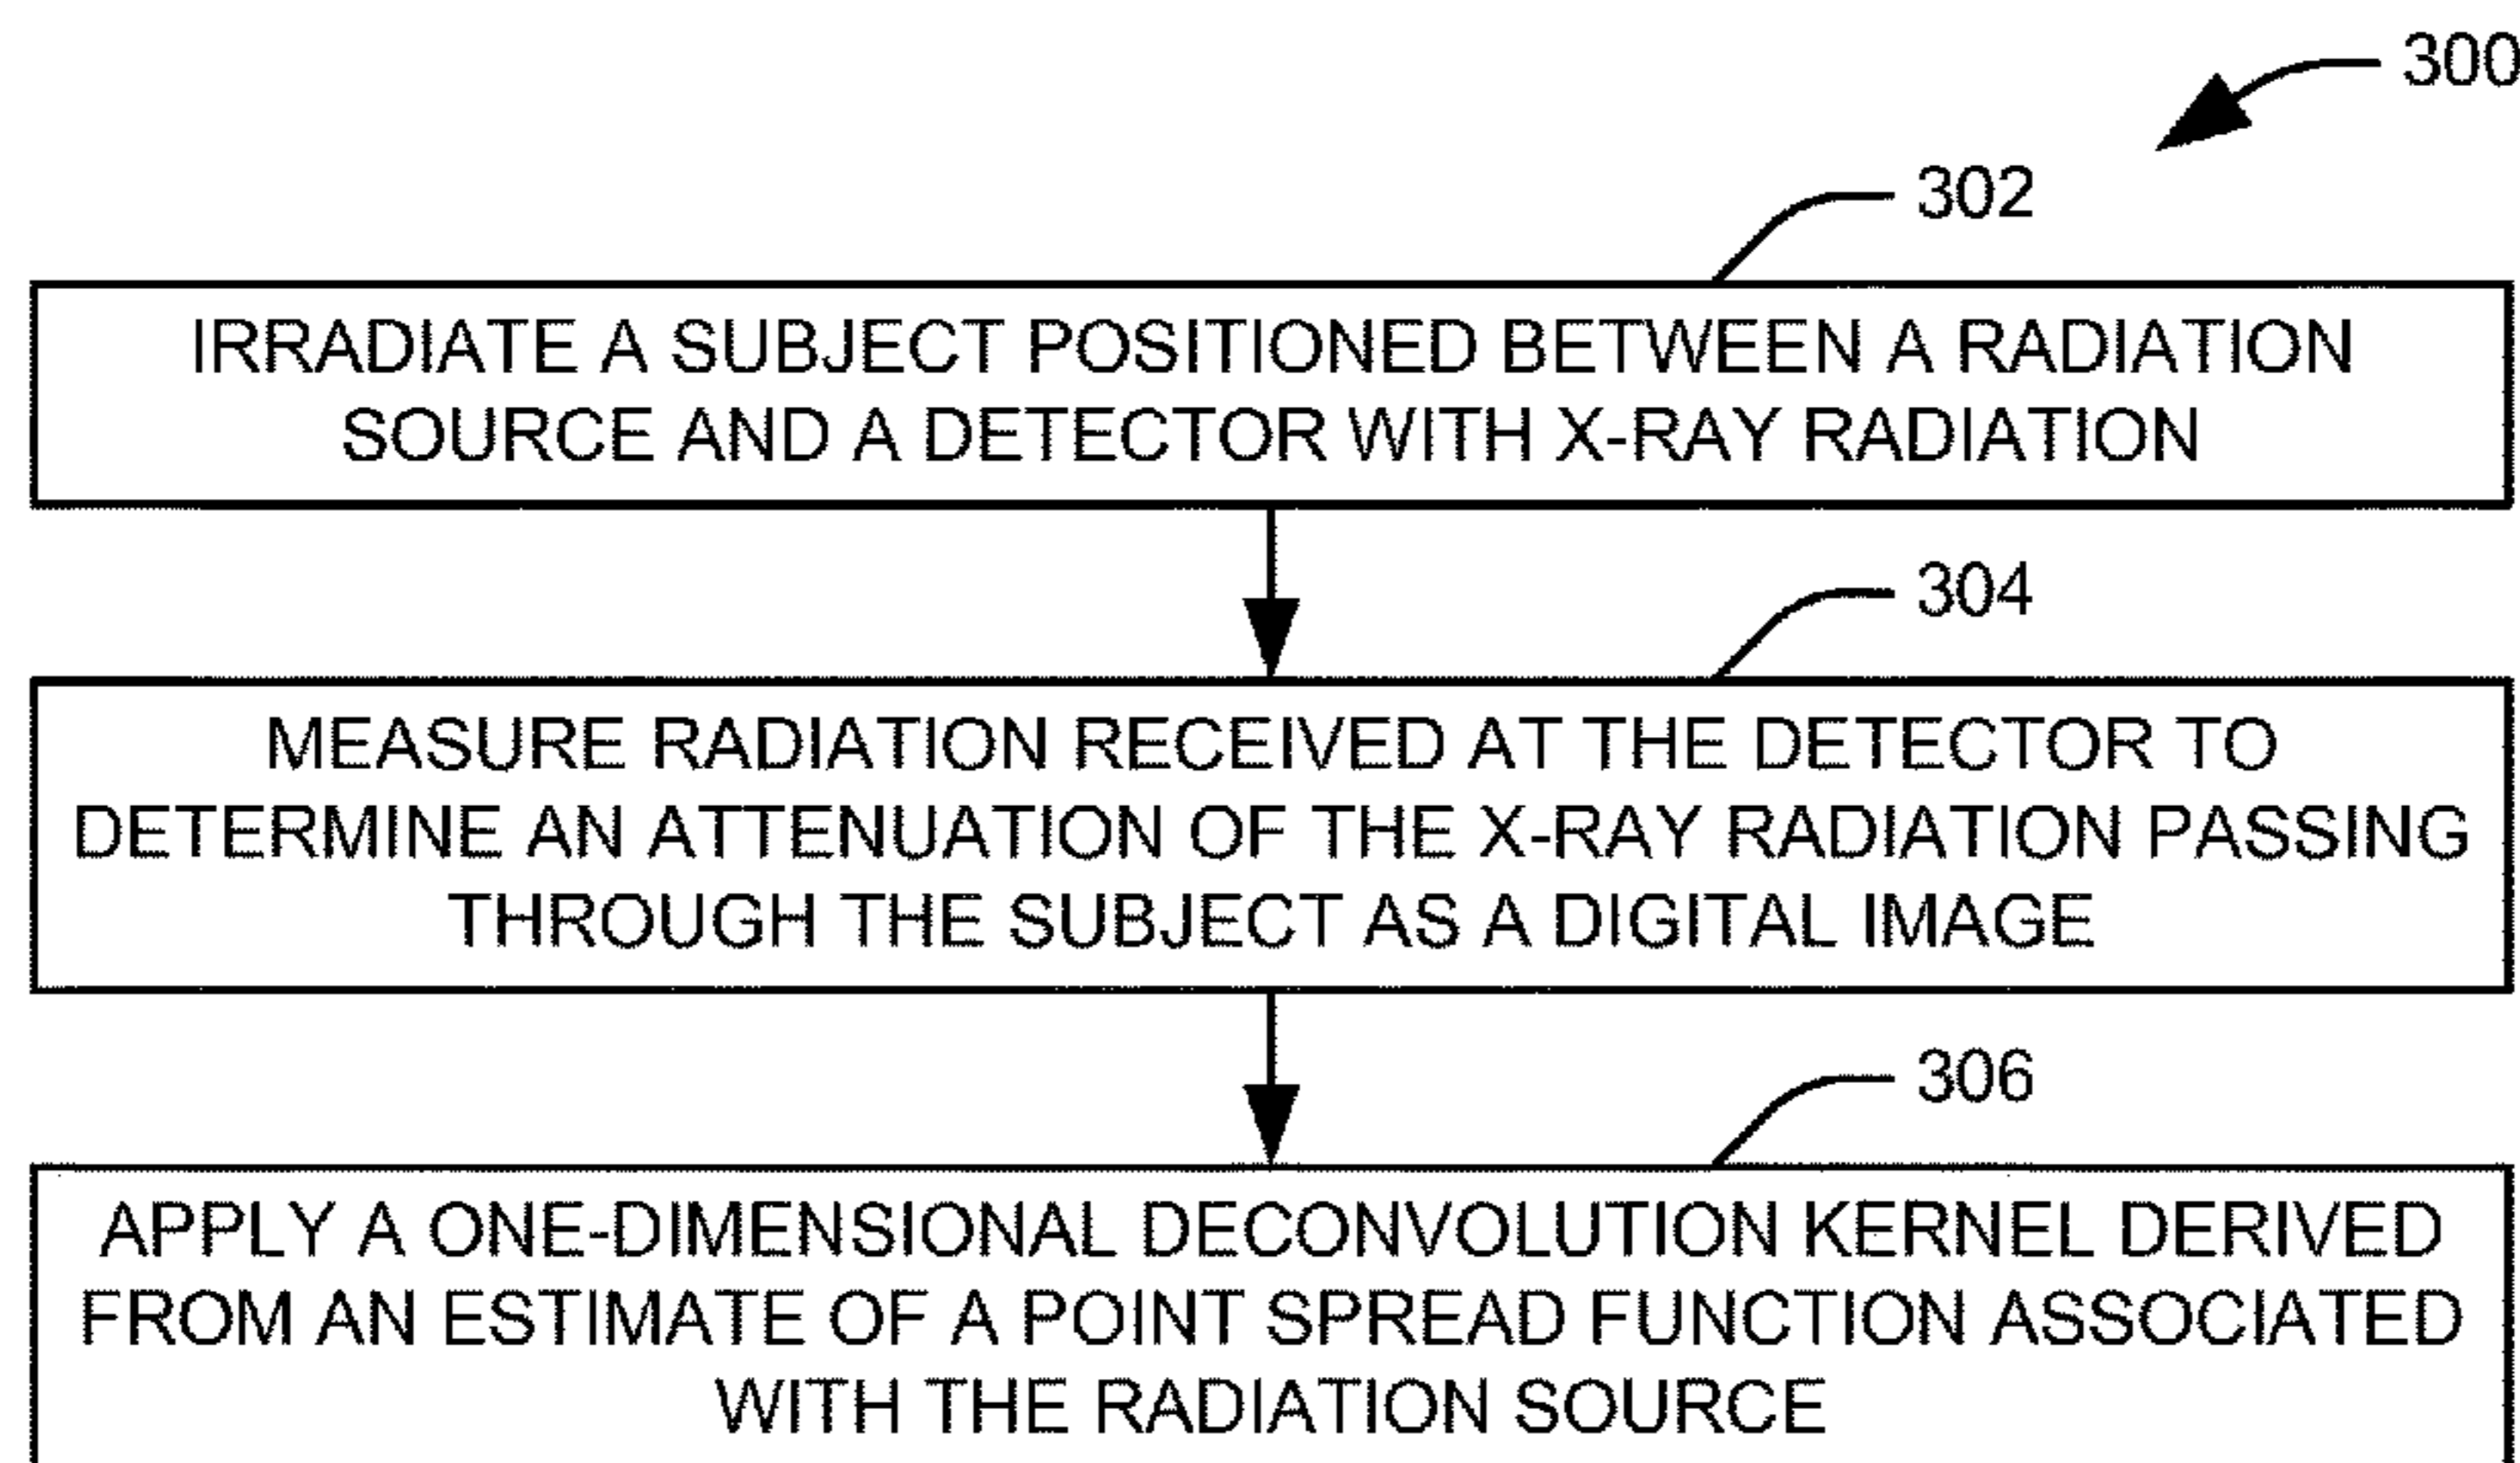 300
302
IRRADIATE A SUBJECT POSITIONED BETWEEN A RADIATION
SOURCE AND A DETECTOR WITH X-RAY RADIATION
304
MEASURE RADIATION RECEIVED AT THE DETECTOR TO
DETERMINE AN ATTENUATION OF THE X-RAY RADIATION PASSING
THROUGH THE SUBJECT AS A DIGITAL IMAGE
306
APPLY A ONE-DIMENSIONAL DECONVOLUTION KERNEL DERIVED
FROM AN ESTIMATE OF A POINT SPREAD FUNCTION ASSOCIATED
WITH THE RADIATION SOURCE